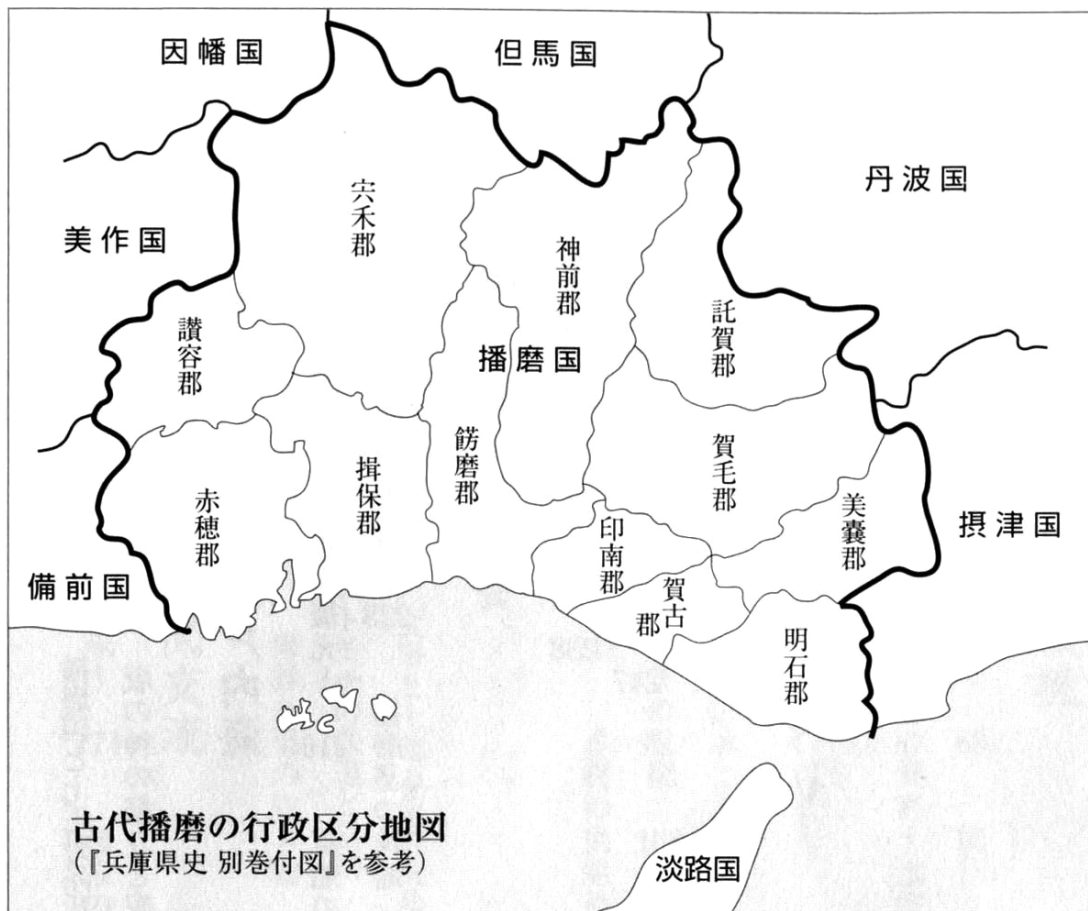 因幡国
但馬国
丹波国
美作国
摂津国
備前国
淡路国
播磨国
宍禾郡
神前郡
託賀郡
讃容郡
賀毛郡
餝磨郡
揖保郡
赤穂郡
美嚢郡
印南郡
賀古
郡
明石郡
古代播磨の行政区分地図
(『兵庫県史 別巻付図』を参考)